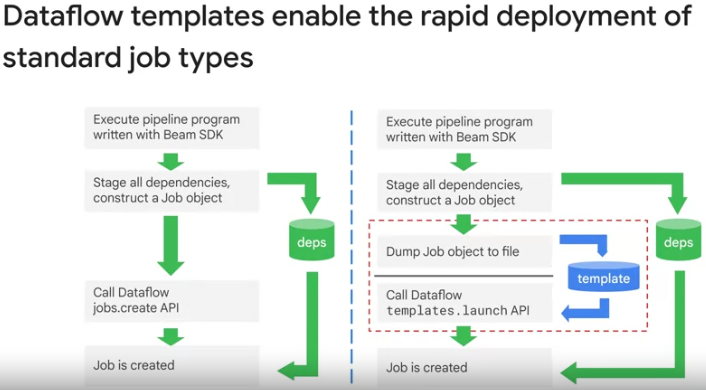 Dataflow templates enable the rapid deployment of
standard job types
Execute pipeline program
written with Beam SDK
Stage all dependencies,
construct a Job object
deps
Call Dataflow
jobs.create API
Job is created
Execute pipeline program
written with Beam SDK
Stage all dependencies,
construct a Job object
deps
Dump Job object to file
template
Call Dataflow
templates.launch API
Job is created